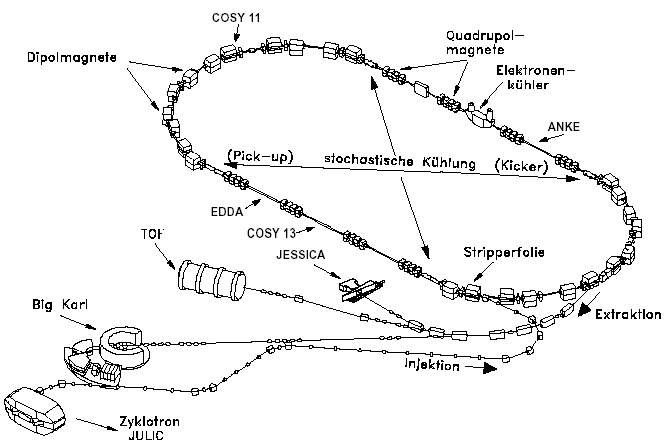 COSY 11
Dipolmagnete
Quadrupol-
magnete
Elektronen-
kühler
ANKE
(Pick-up) stochastische Kühlung (Kicker)
EDDA
COSY 13
TOF
JESSICA
Stripperfolie
Big Karl
Extraktion
Injektion
Zyklotron
JULIC